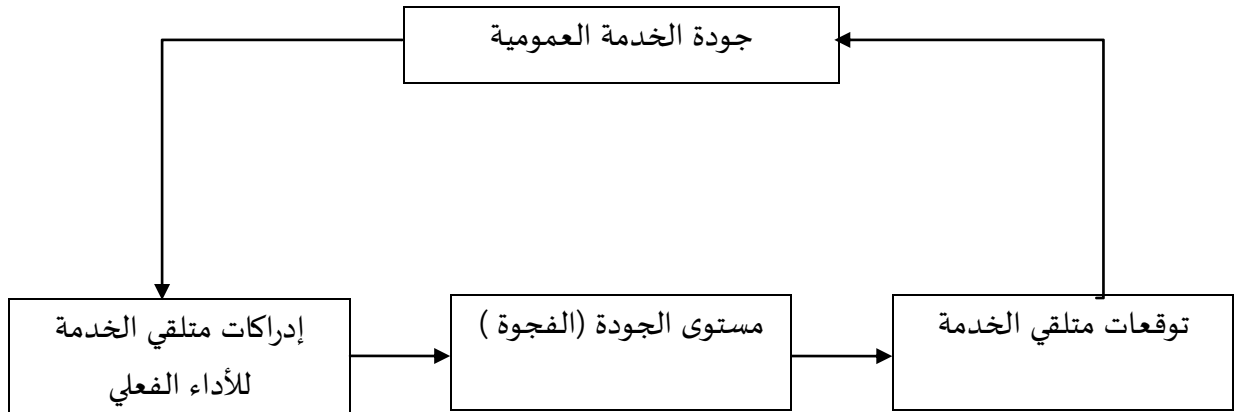 جودة الخدمة العمومية
توقعات متلقي الخدمة
مستوى الجودة (الفجوة )
إدراكات متلقي الخدمة
للأداء الفعلي